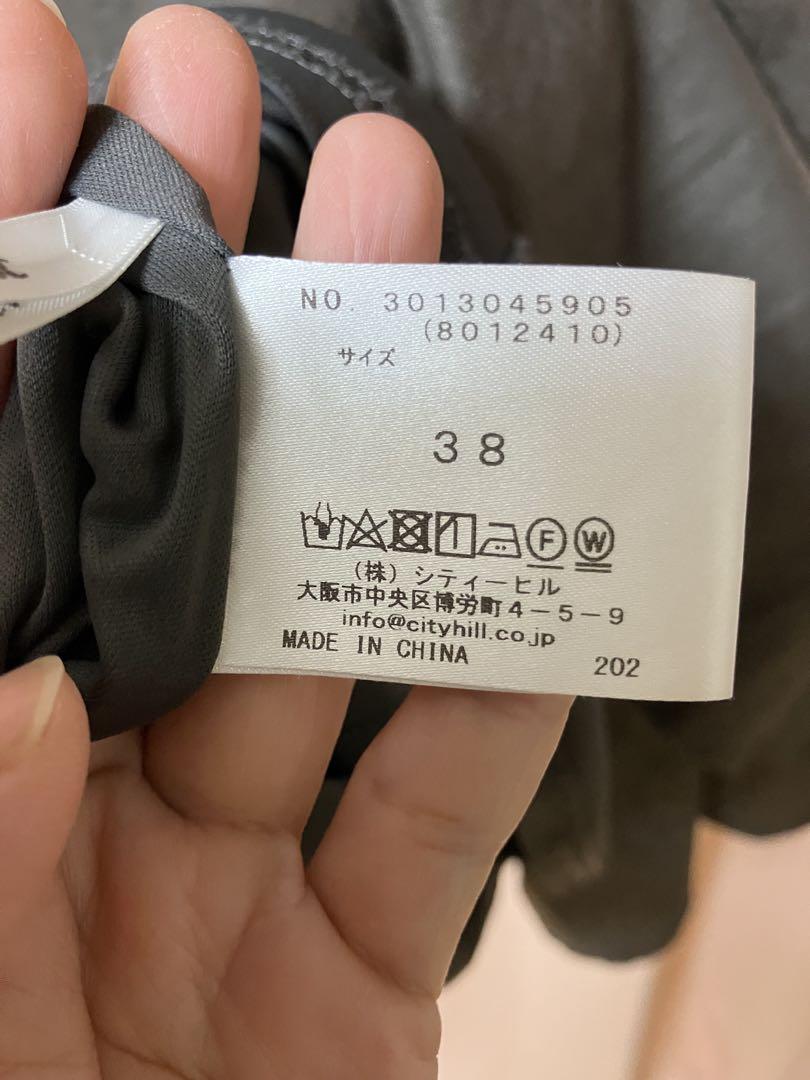 NO. 3013045905
(8012410)
サイズ
38
F W
(株) シティーヒル
大阪市中央区博労町4-5-9
info@cityhill.co.jp
MADE IN CHINA 202